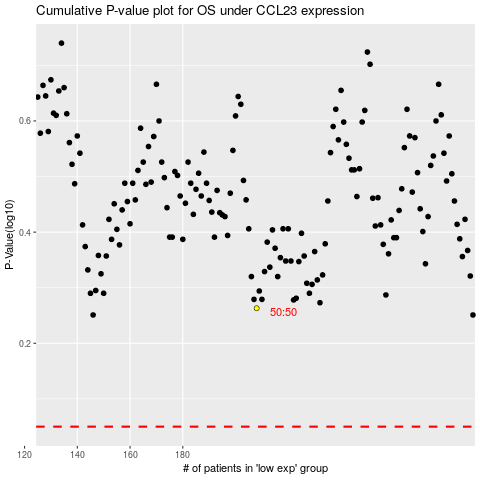 Cumulative P-value plot for OS under CCL23 expression
P-Value(log10)
0.6
0.4
0.2
50:50
120 140 160 180
# of patients in 'low exp' group